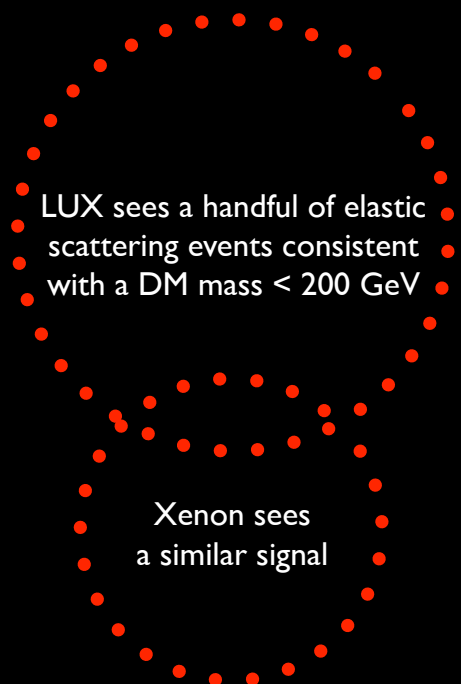 LUX sees a handful of elastic
scattering events consistent
with a DM mass < 200 GeV
Xenon sees
a similar signal